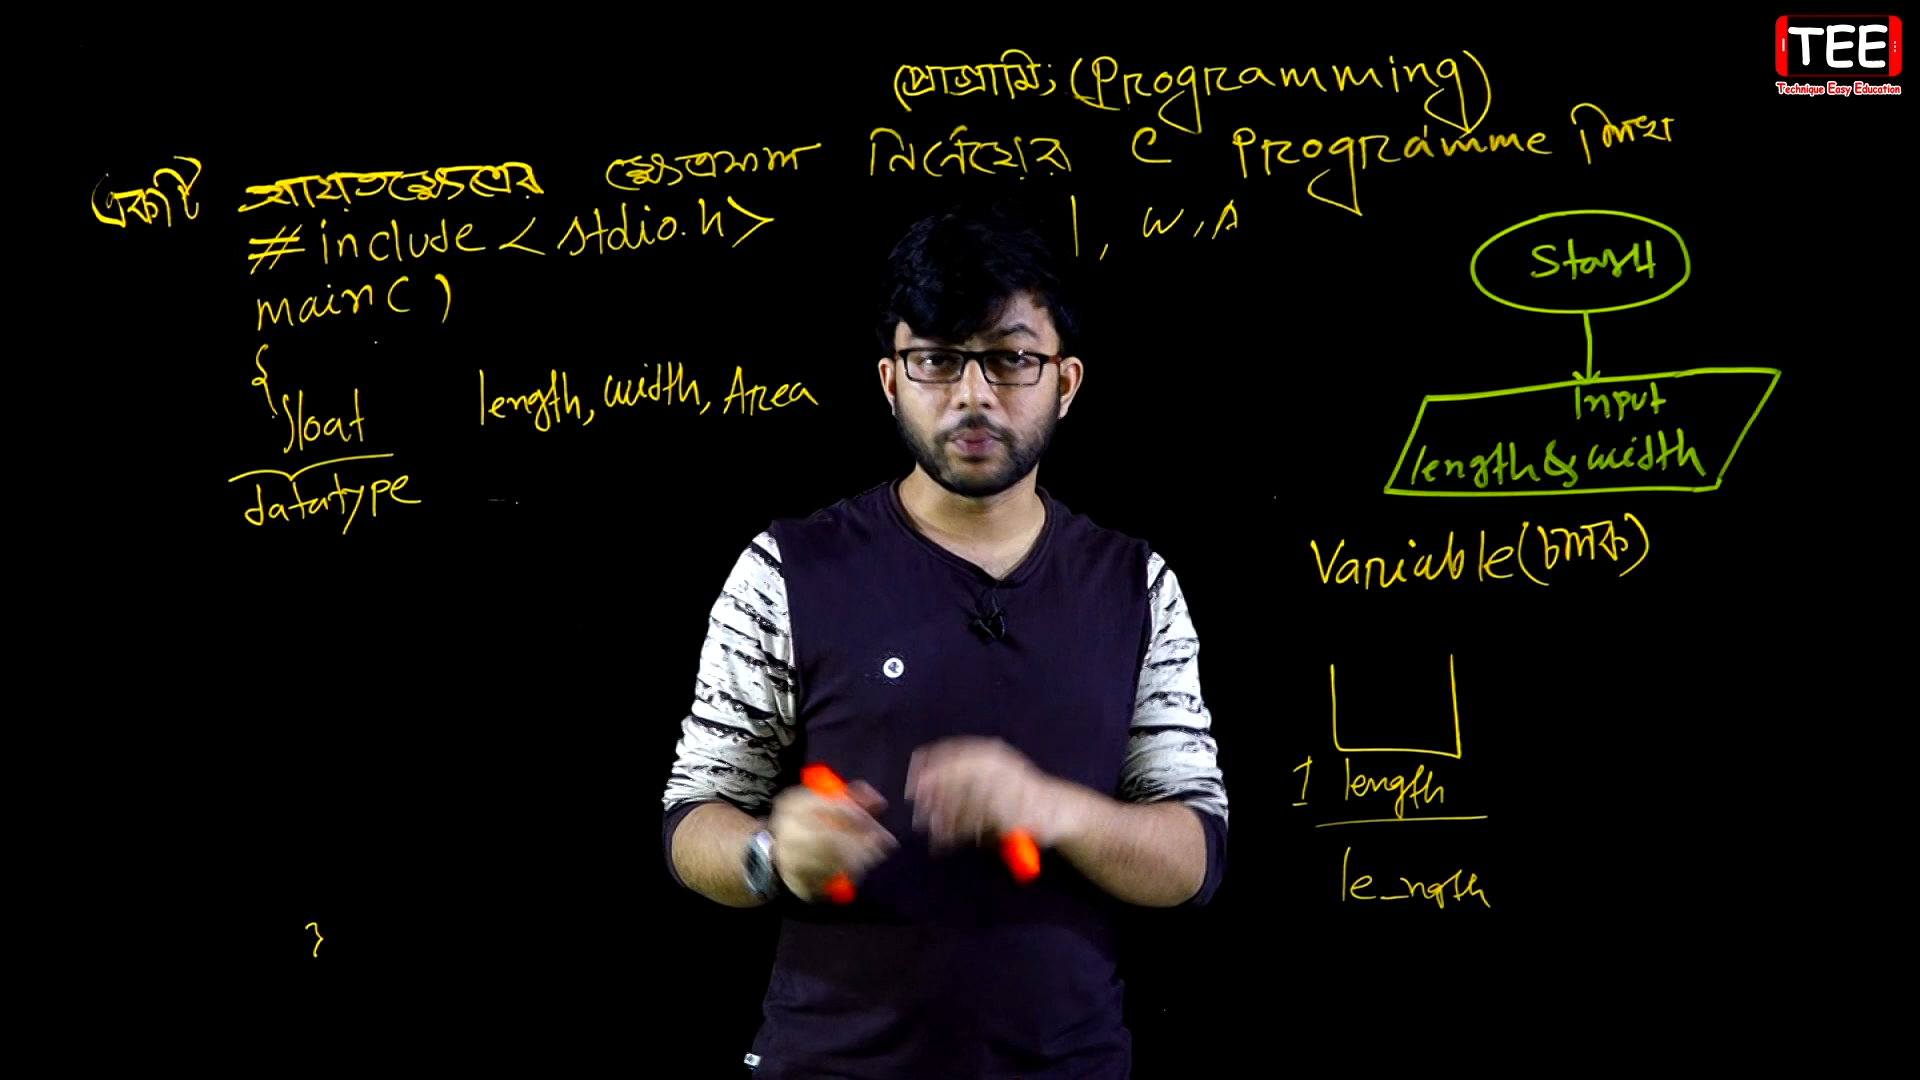 TEE
Technique Easy Education
প্রোগ্রামিং (Programming)
একটি আয়তক্ষেত্রের ক্ষেত্রফল নির্ণয়ের C Programme লিখ
#include < stdio.h>
l, w, A
main( )
{
float length, width, Area
datatype
}
Start
Input
length & width
Variable (চলক)
1 length
le_ngth